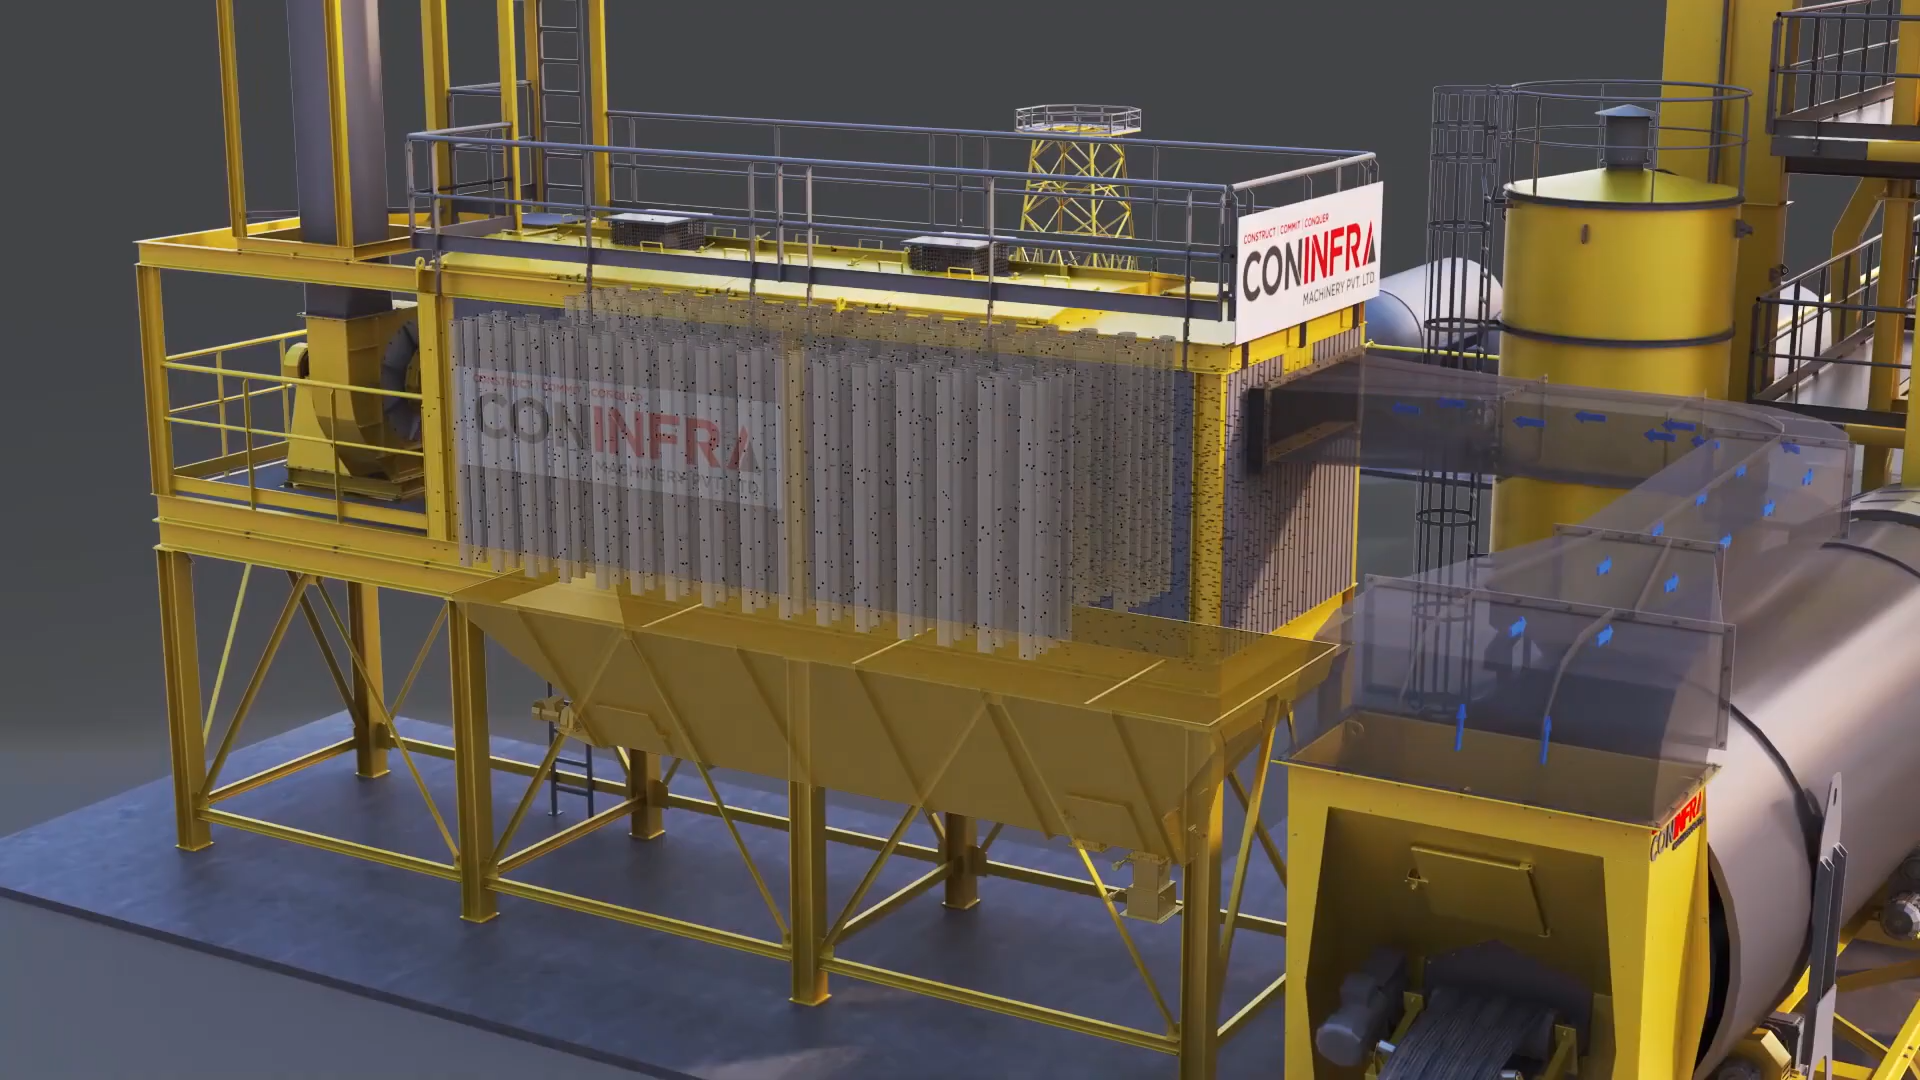 CONSTRUCT | COMMIT | CONQUER
CONINFRA
MACHINERY PVT. LTD.
CONSTRUCT | COMMIT | CONQUER
CONINFRA
MACHINERY PVT. LTD.
CONINFRA